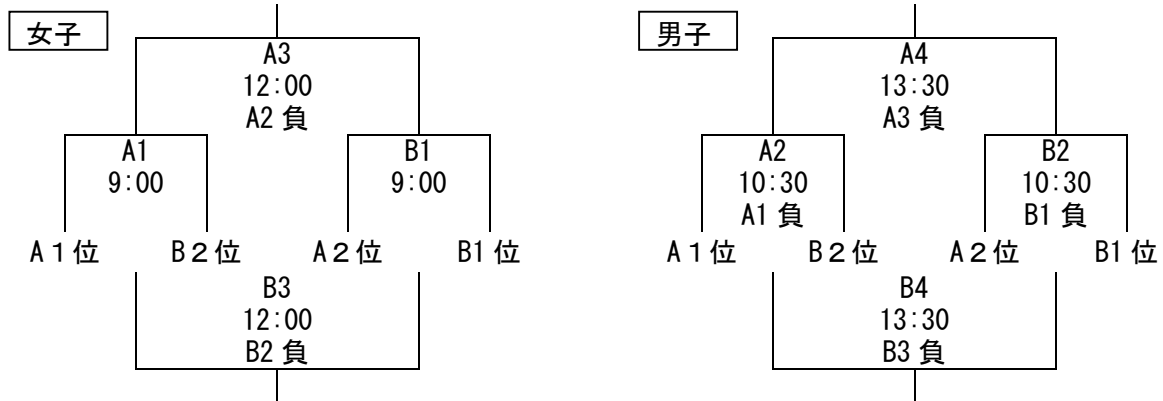 女子
A3
12:00
A2 負
A1
9:00
B1
9:00
A１位
B２位
A２位
B1 位
B3
12:00
B2 負
男子
A4
13:30
A3 負
A2
10:30
A1 負
B2
10:30
B1 負
A１位
B２位
A２位
B1 位
B4
13:30
B3 負